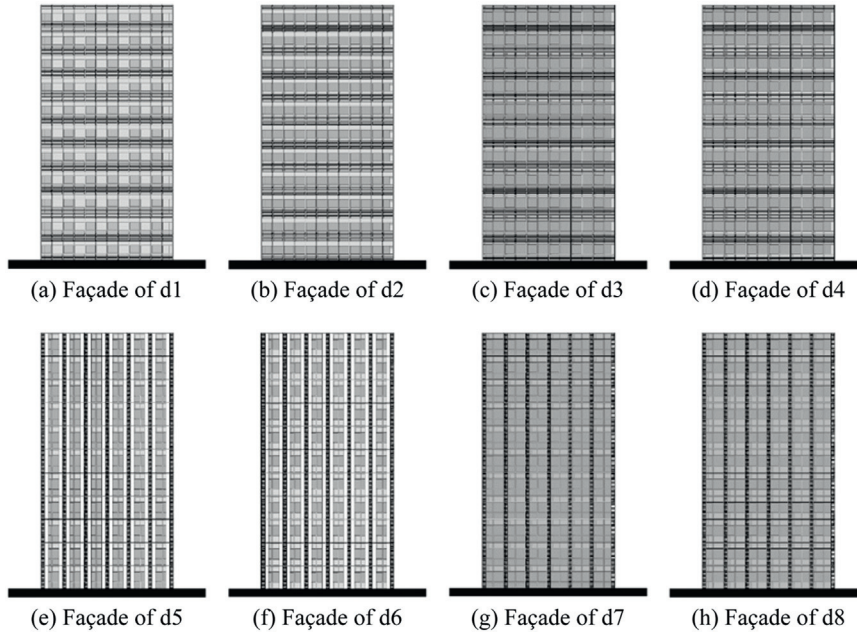 (a) Façade of d1
(b) Façade of d2
(c) Façade of d3
(d) Façade of d4
(e) Façade of d5
(f) Façade of d6
(g) Façade of d7
(h) Façade of d8